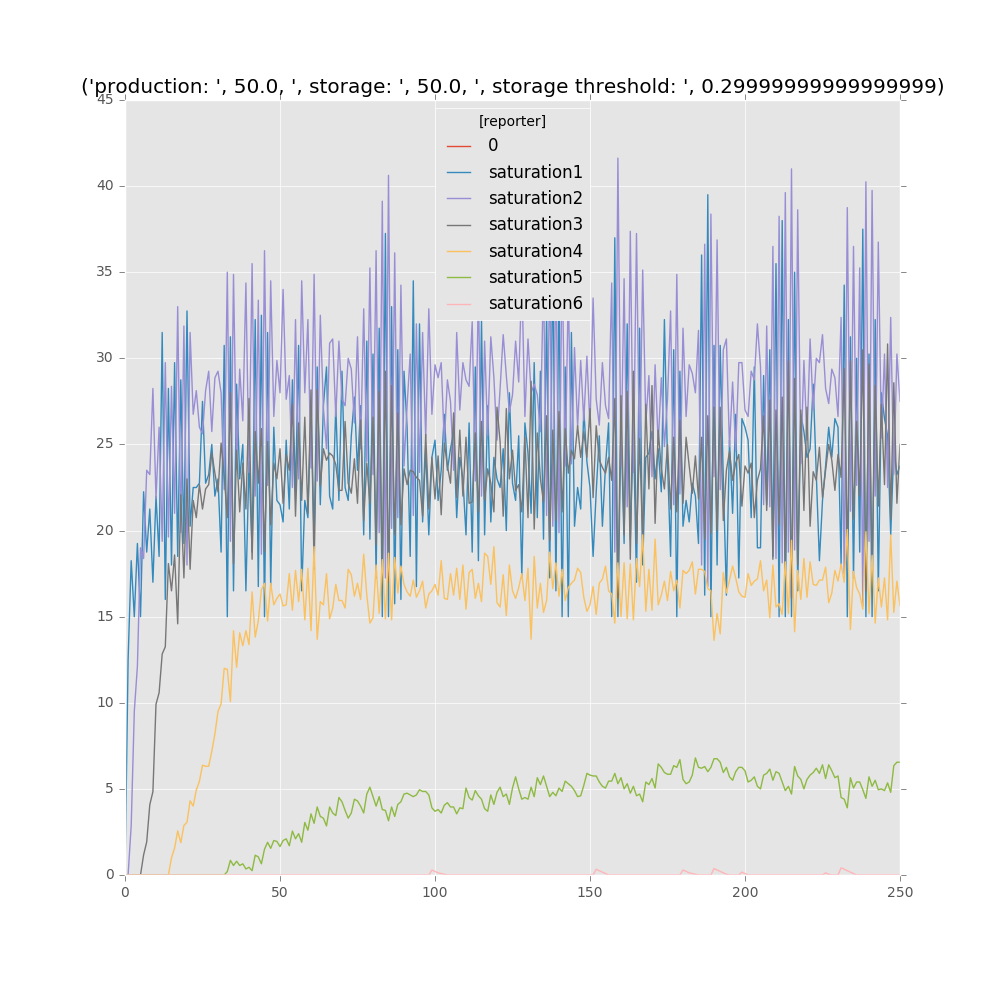 ('production: ', 50.0, ', storage: ', 50.0, ', storage threshold: ', 0.29999999999999999)
45
40
35
30
25
20
15
10
5
0
[reporter]
0
saturation1
saturation2
saturation3
saturation4
saturation5
saturation6
0 50 100 150 200 250